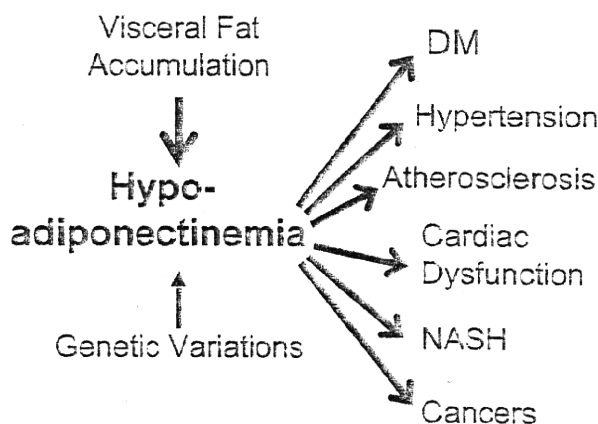 Visceral Fat
Accumulation
Hypo-
adiponectinemia
Genetic Variations
DM
Hypertension
Atherosclerosis
Cardiac
Dysfunction
NASH
Cancers